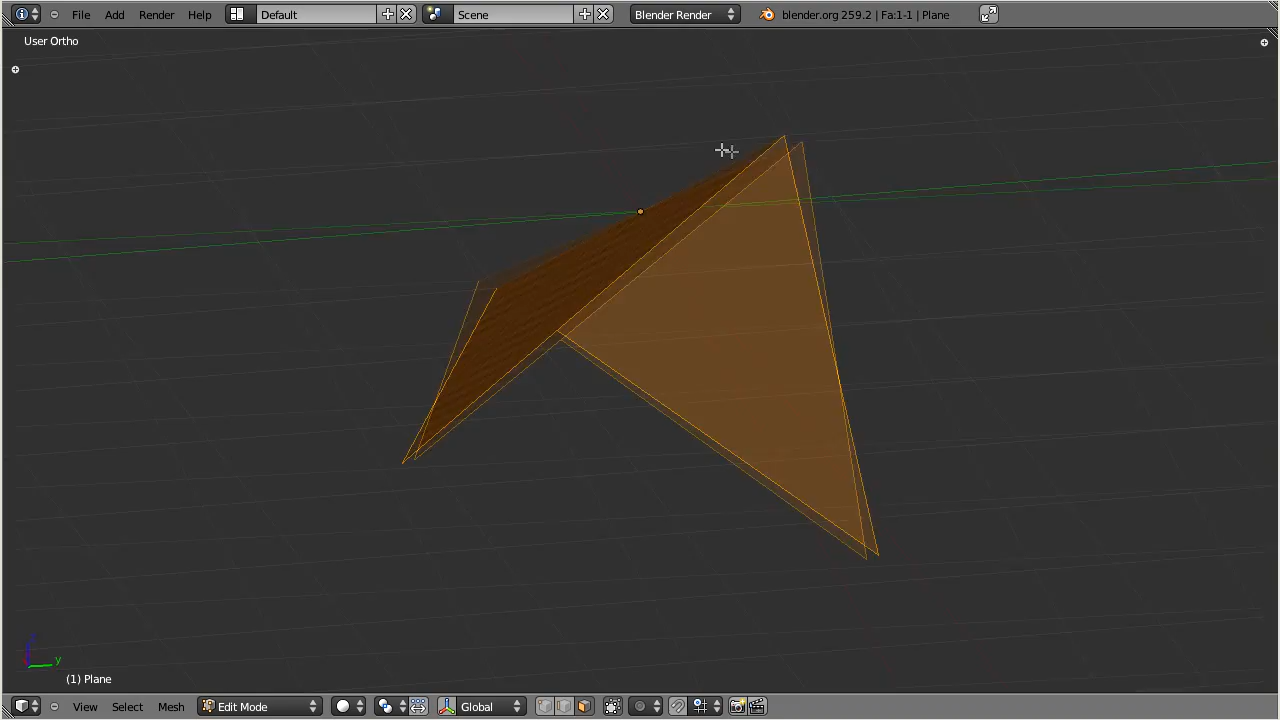 File Add Render Help Default Scene Blender Render blender.org 259.2 | Fa:1-1 | Plane
User Ortho
y
(1) Plane
View Select Mesh Edit Mode Global